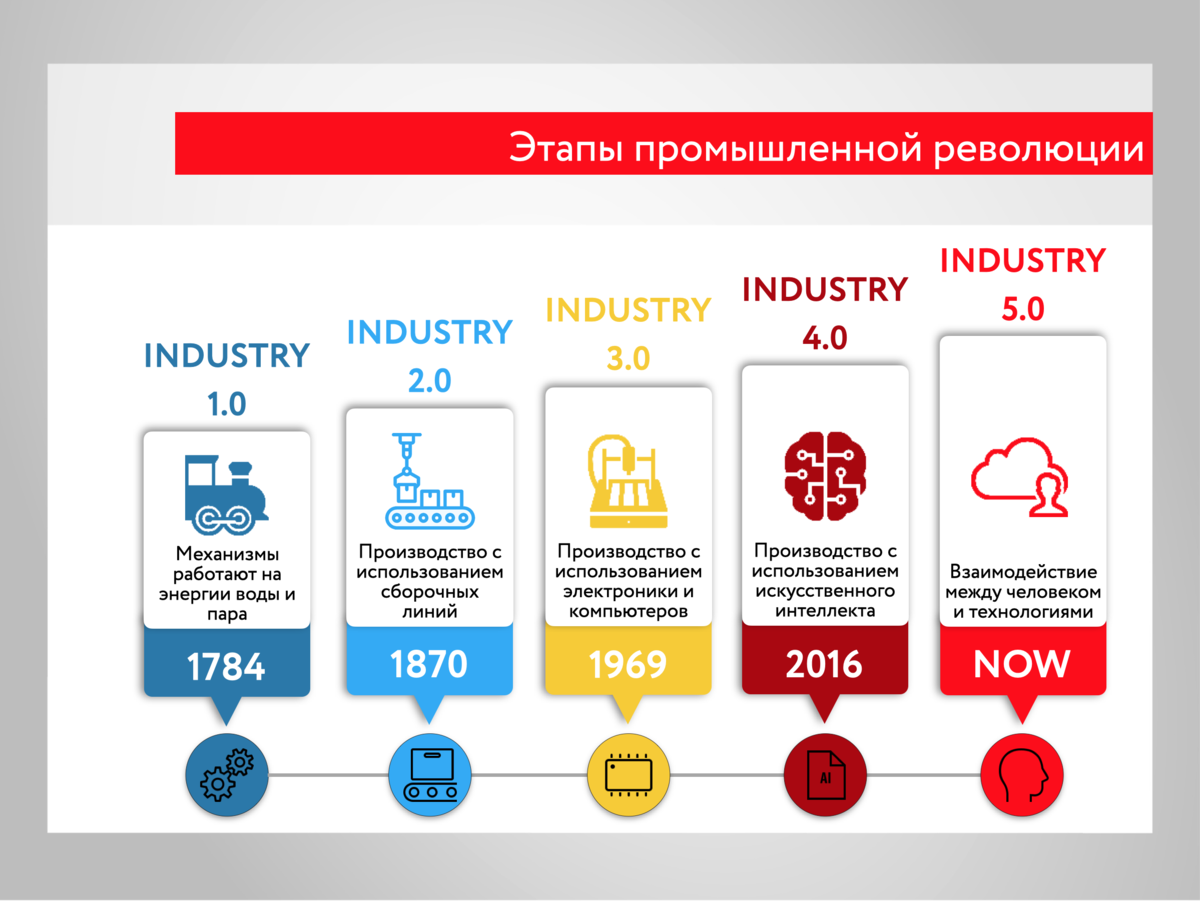 Этапы промышленной революции
INDUSTRY
1.0
Механизмы
работают на
энергии воды и
пара
1784
INDUSTRY
2.0
Производство с
использованием
сборочных
линий
1870
INDUSTRY
3.0
Производство с
использованием
электроники и
компьютеров
1969
INDUSTRY
4.0
Производство с
использованием
искусственного
интеллекта
2016
AI
INDUSTRY
5.0
Взаимодействие
между человеком
и технологиями
NOW